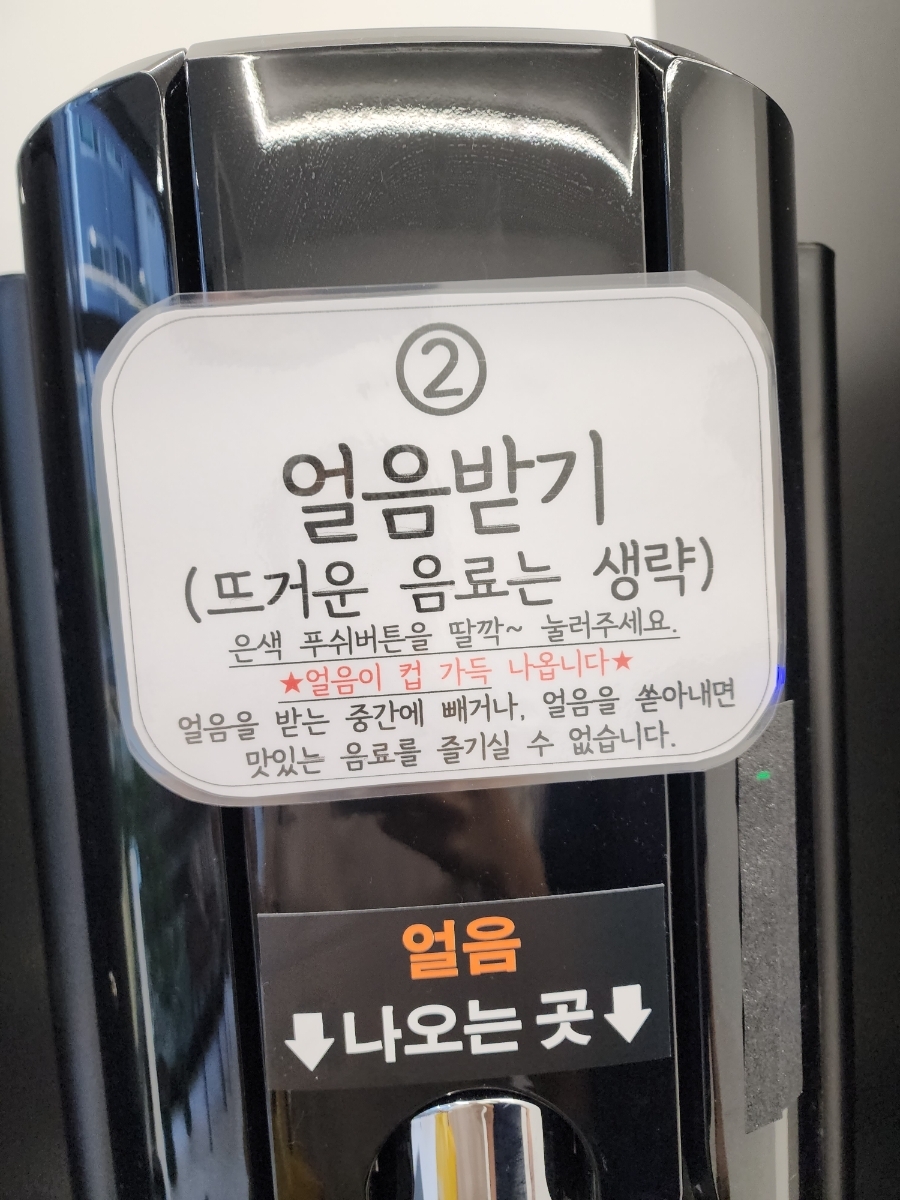 ②
얼음받기
(뜨거운 음료는 생략)
은색 푸쉬버튼을 딸깍~ 눌러주세요.
★얼음이 컵 가득 나옵니다★
얼음을 받는 중간에 빼거나, 얼음을 쏟아내면
맛있는 음료를 즐기실 수 없습니다.
얼음
⬇나오는 곳⬇